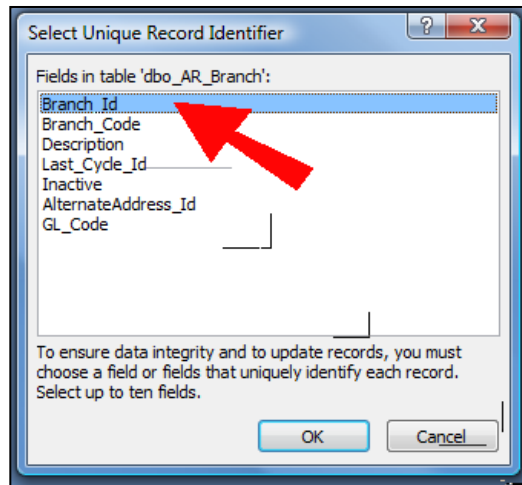 Select Unique Record Identifier
Fields in table 'dbo_AR_Branch':
Branch_Id
Branch_Code
Description
Last_Cycle_Id
Inactive
AlternateAddress_Id
GL_Code
To ensure data integrity and to update records, you must
choose a field or fields that uniquely identify each record.
Select up to ten fields.
OK Cancel